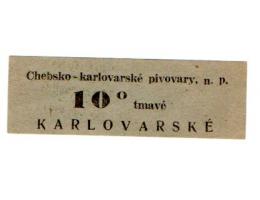 Chebsko-karlovarské pivovary, n. p.
10° tmavé
KARLOVARSKÉ